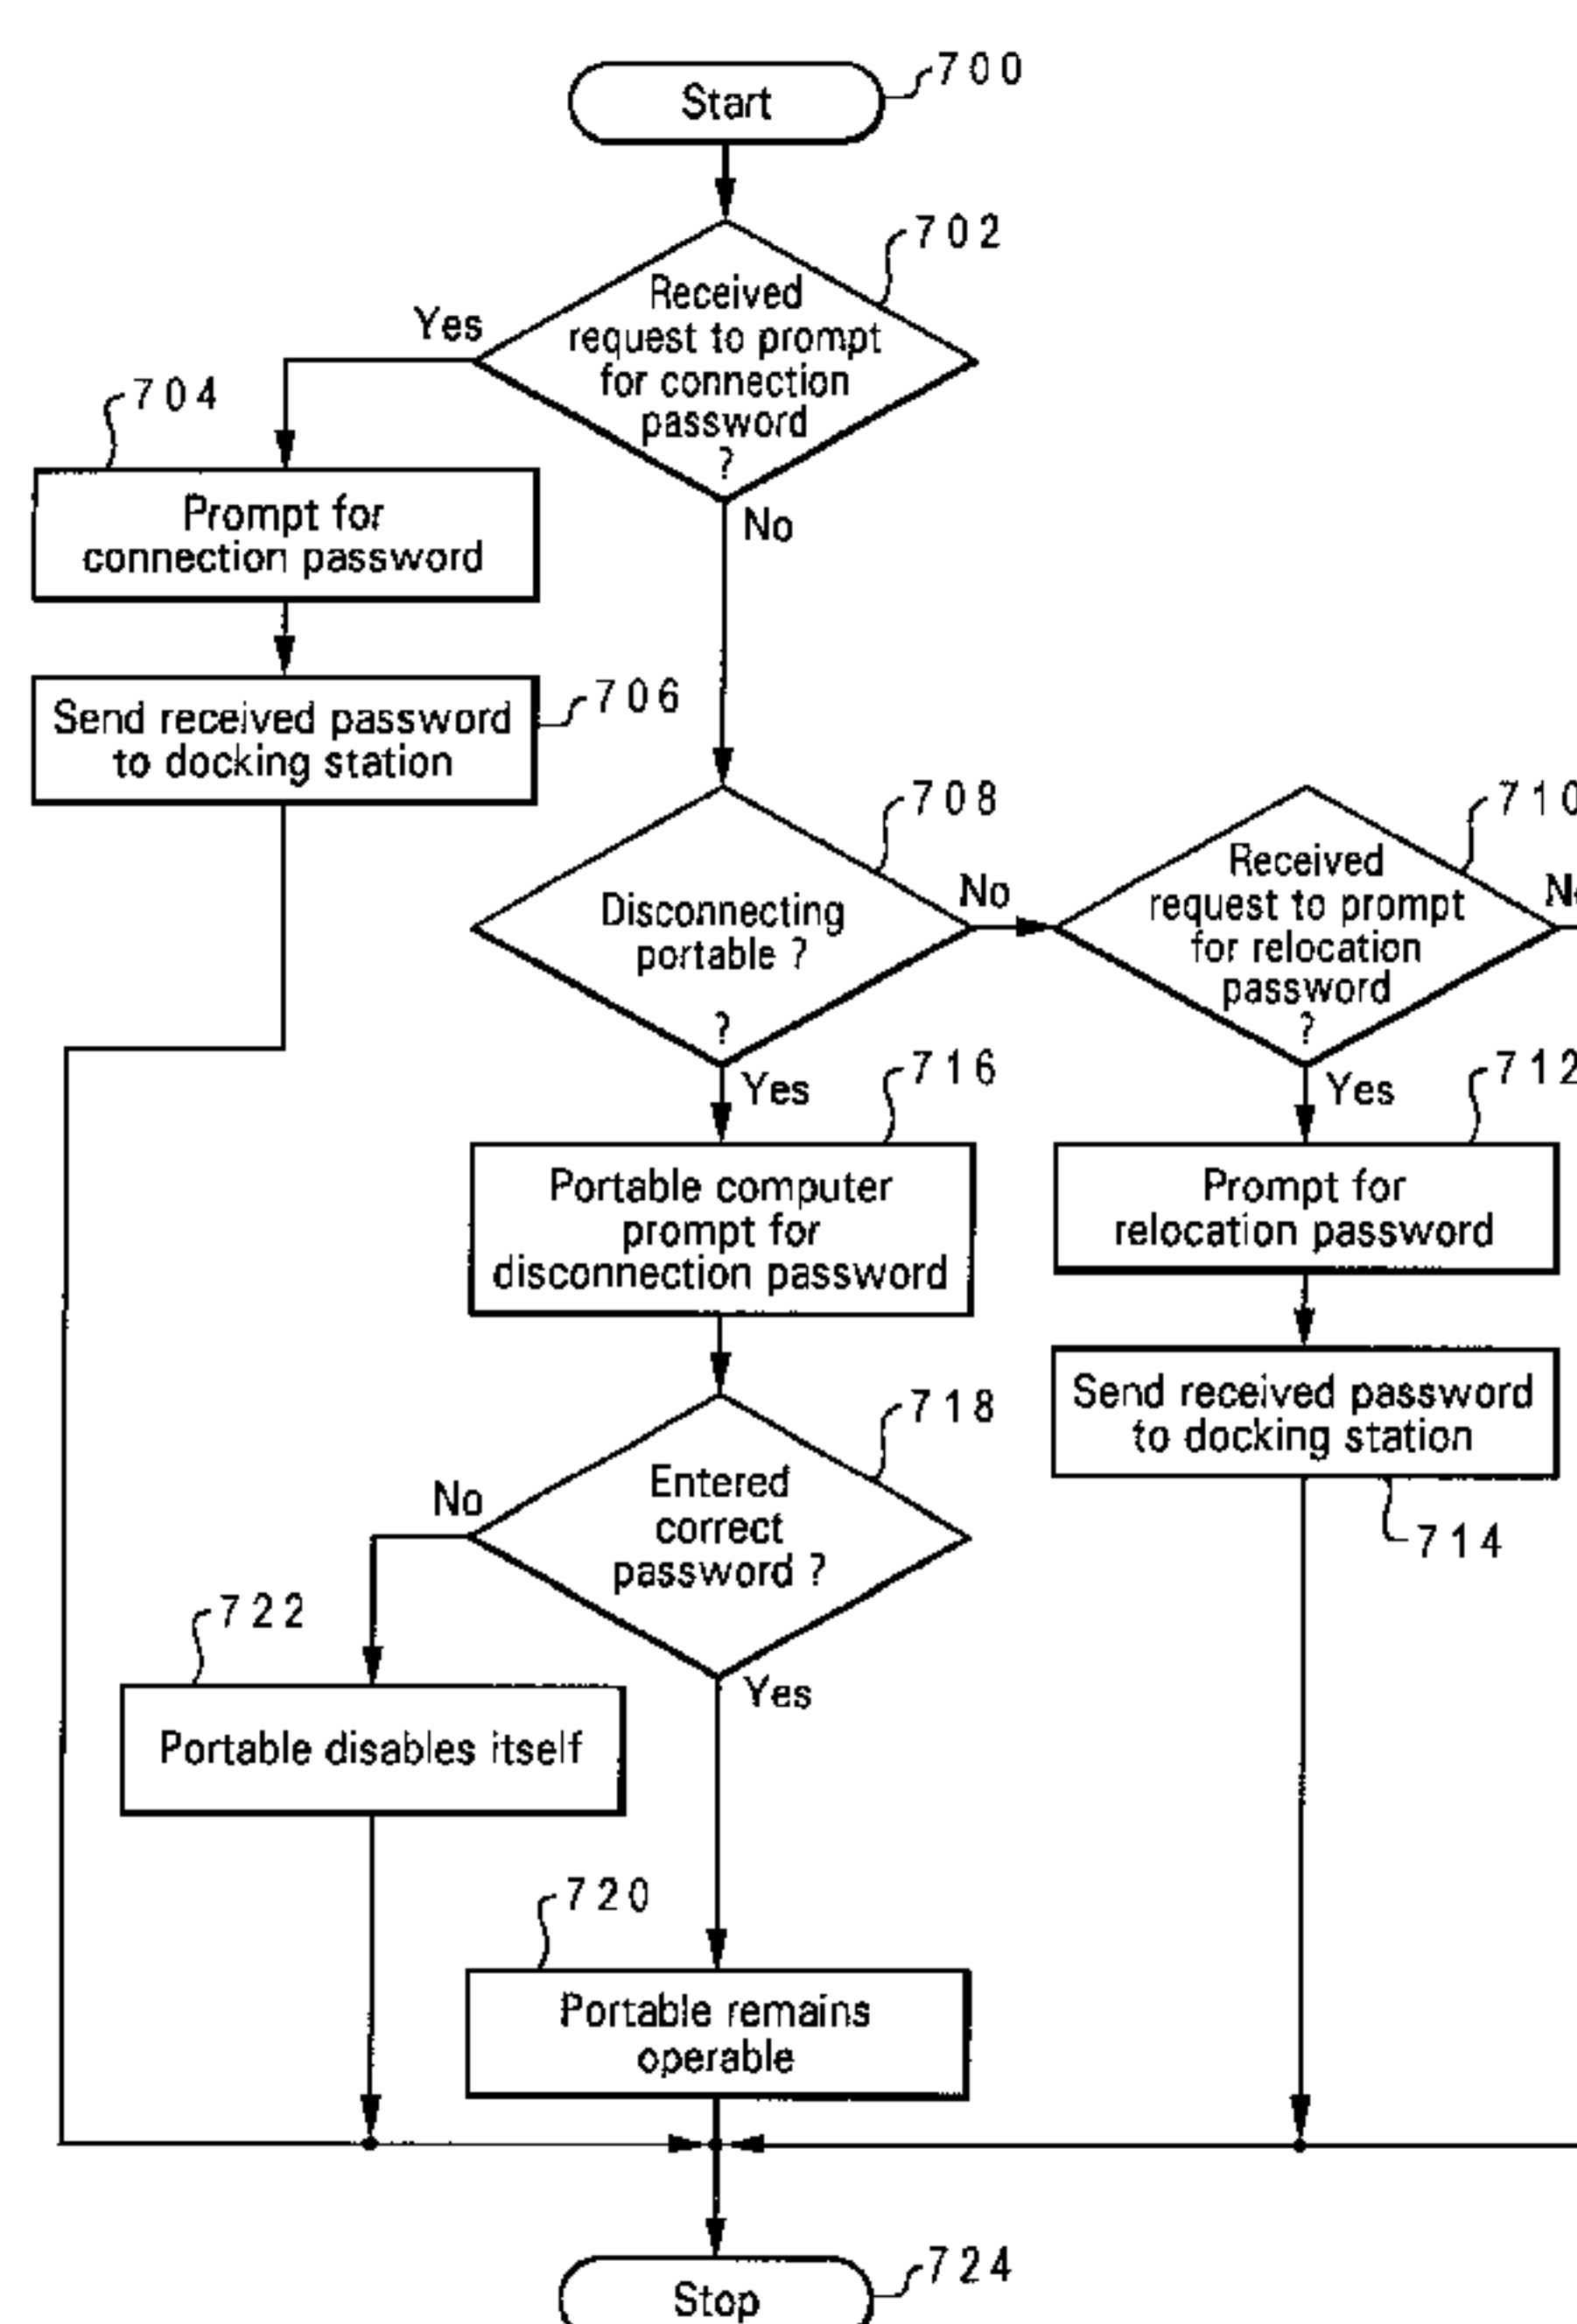 Start
700
702
Received
request to prompt
for connection
password
?
Yes
No
704
Prompt for
connection password
706
Send received password
to docking station
708
Disconnecting
portable ?
?
No
Yes
710
Received
request to prompt
for relocation
password
?
No
Yes
712
Prompt for
relocation password
Send received password
to docking station
714
716
Portable computer
prompt for
disconnection password
718
Entered
correct
password ?
No
Yes
722
Portable disables itself
720
Portable remains
operable
Stop
724